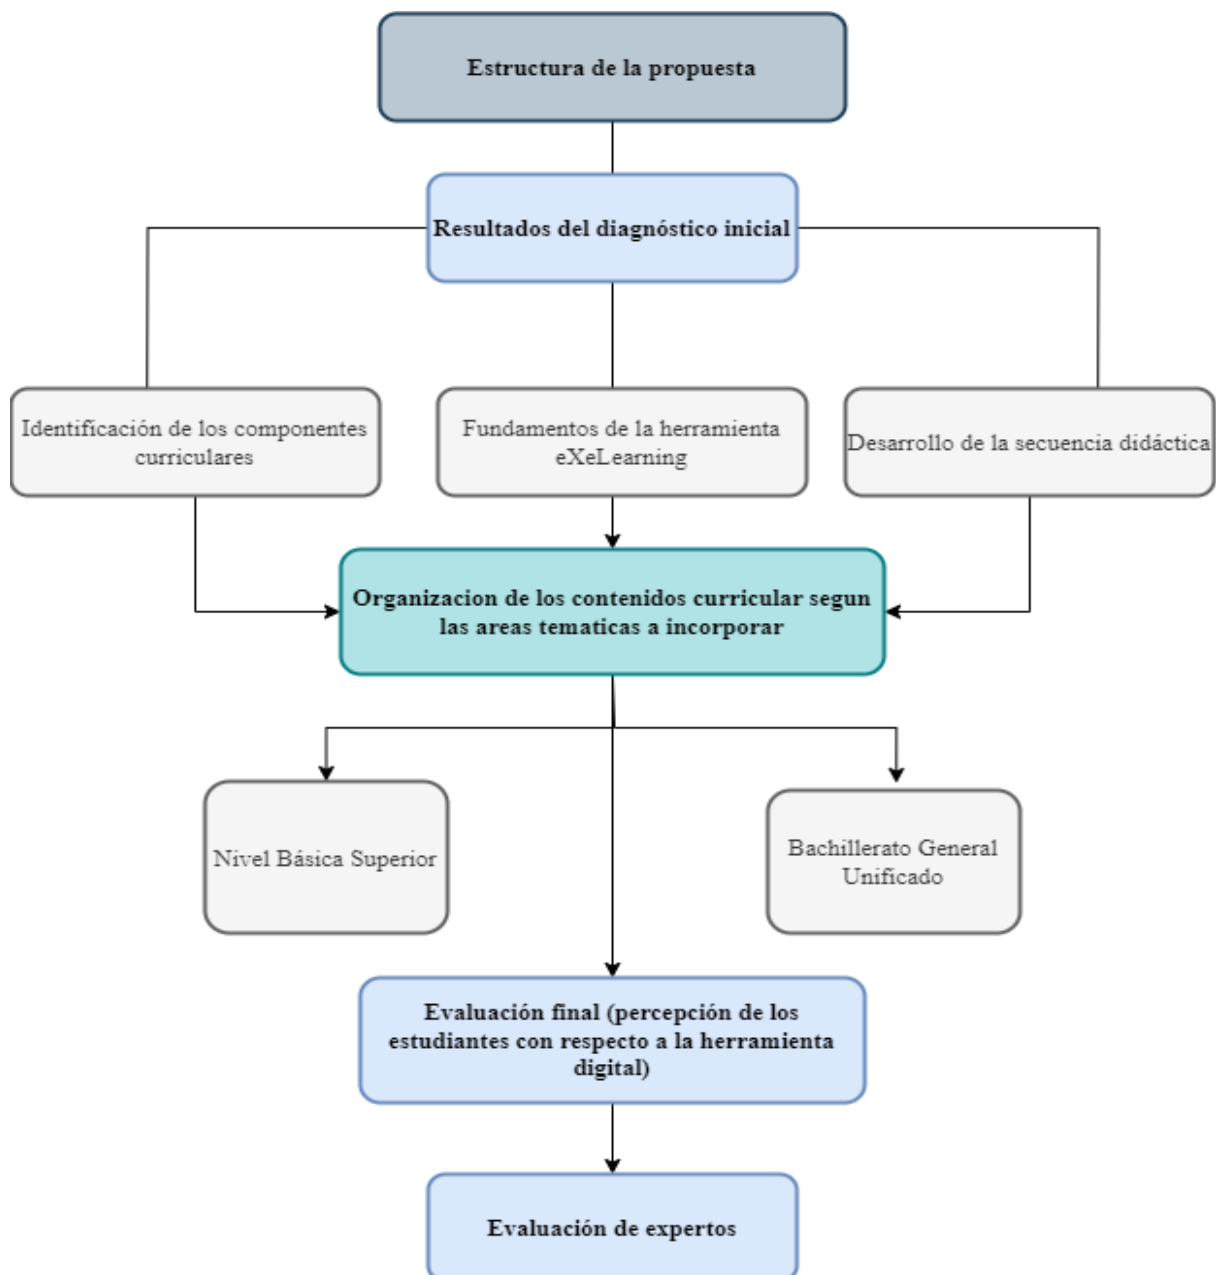 Estructura de la propuesta
Resultados del diagnóstico inicial
Identificación de los componentes
curriculares
Fundamentos de la herramienta
eXeLearning
Desarrollo de la secuencia didáctica
Organizacion de los contenidos curricular segun
las areas tematicas a incorporar
Nivel Básica Superior
Bachillerato General
Unificado
Evaluación final (percepción de los
estudiantes con respecto a la herramienta
digital)
Evaluación de expertos